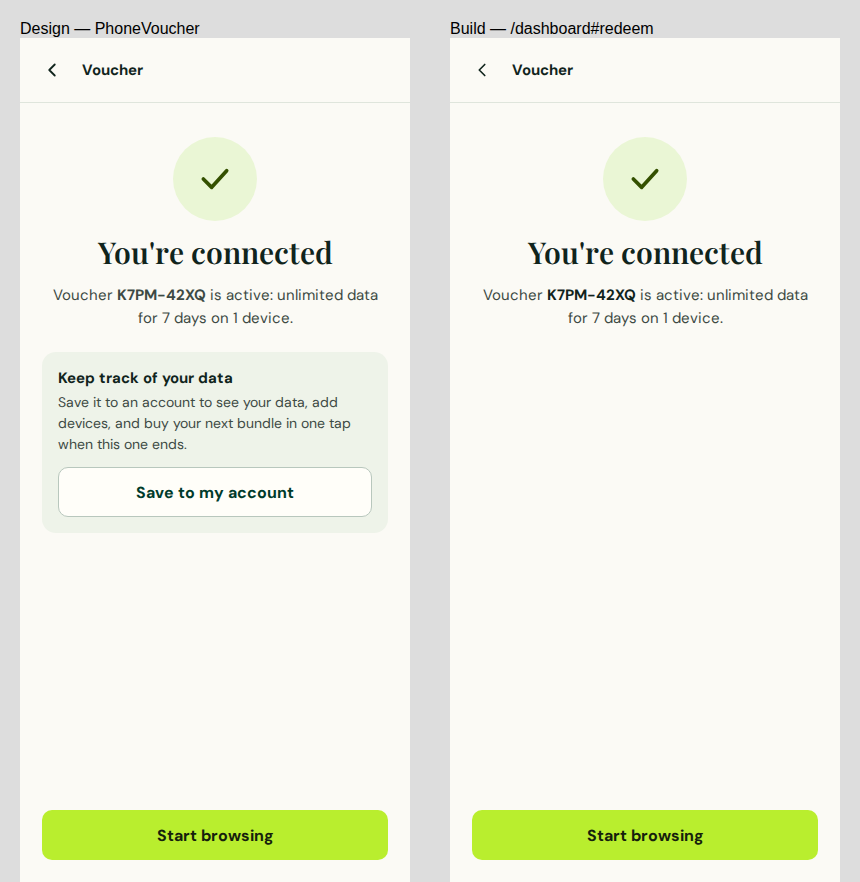 Design — PhoneVoucher
Voucher
You're connected
Voucher K7PM-42XQ is active: unlimited data
for 7 days on 1 device.
Keep track of your data
Save it to an account to see your data, add
devices, and buy your next bundle in one tap
when this one ends.
Save to my account
Start browsing
Build — /dashboard#redeem
Voucher
You're connected
Voucher K7PM-42XQ is active: unlimited data
for 7 days on 1 device.
Start browsing